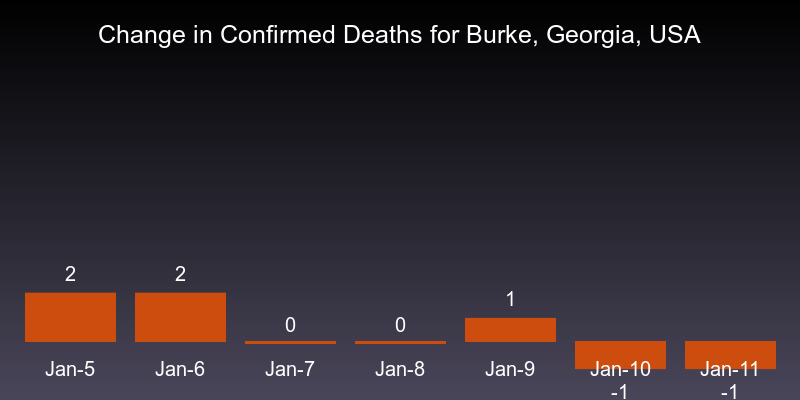 Change in Confirmed Deaths for Burke, Georgia, USA
2 2 0 0 1
Jan-5 Jan-6 Jan-7 Jan-8 Jan-9 Jan-10 Jan-11
-1 -1